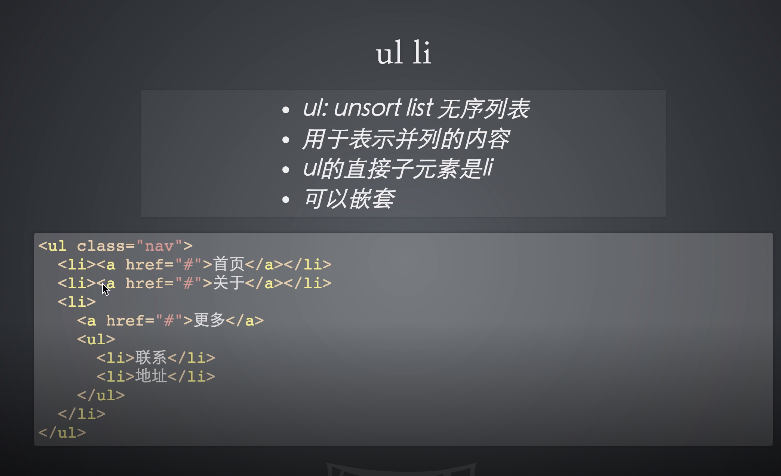 ul li
ul: unsort list 无序列表
用于表示并列的内容
ul的直接子元素是li
可以嵌套
<ul class="nav">
<li><a href="#">首页</a></li>
<li><a href="#">关于</a></li>
<li>
<a href="#">更多</a>
<ul>
<li>联系</li>
<li>地址</li>
</ul>
</li>
</ul>